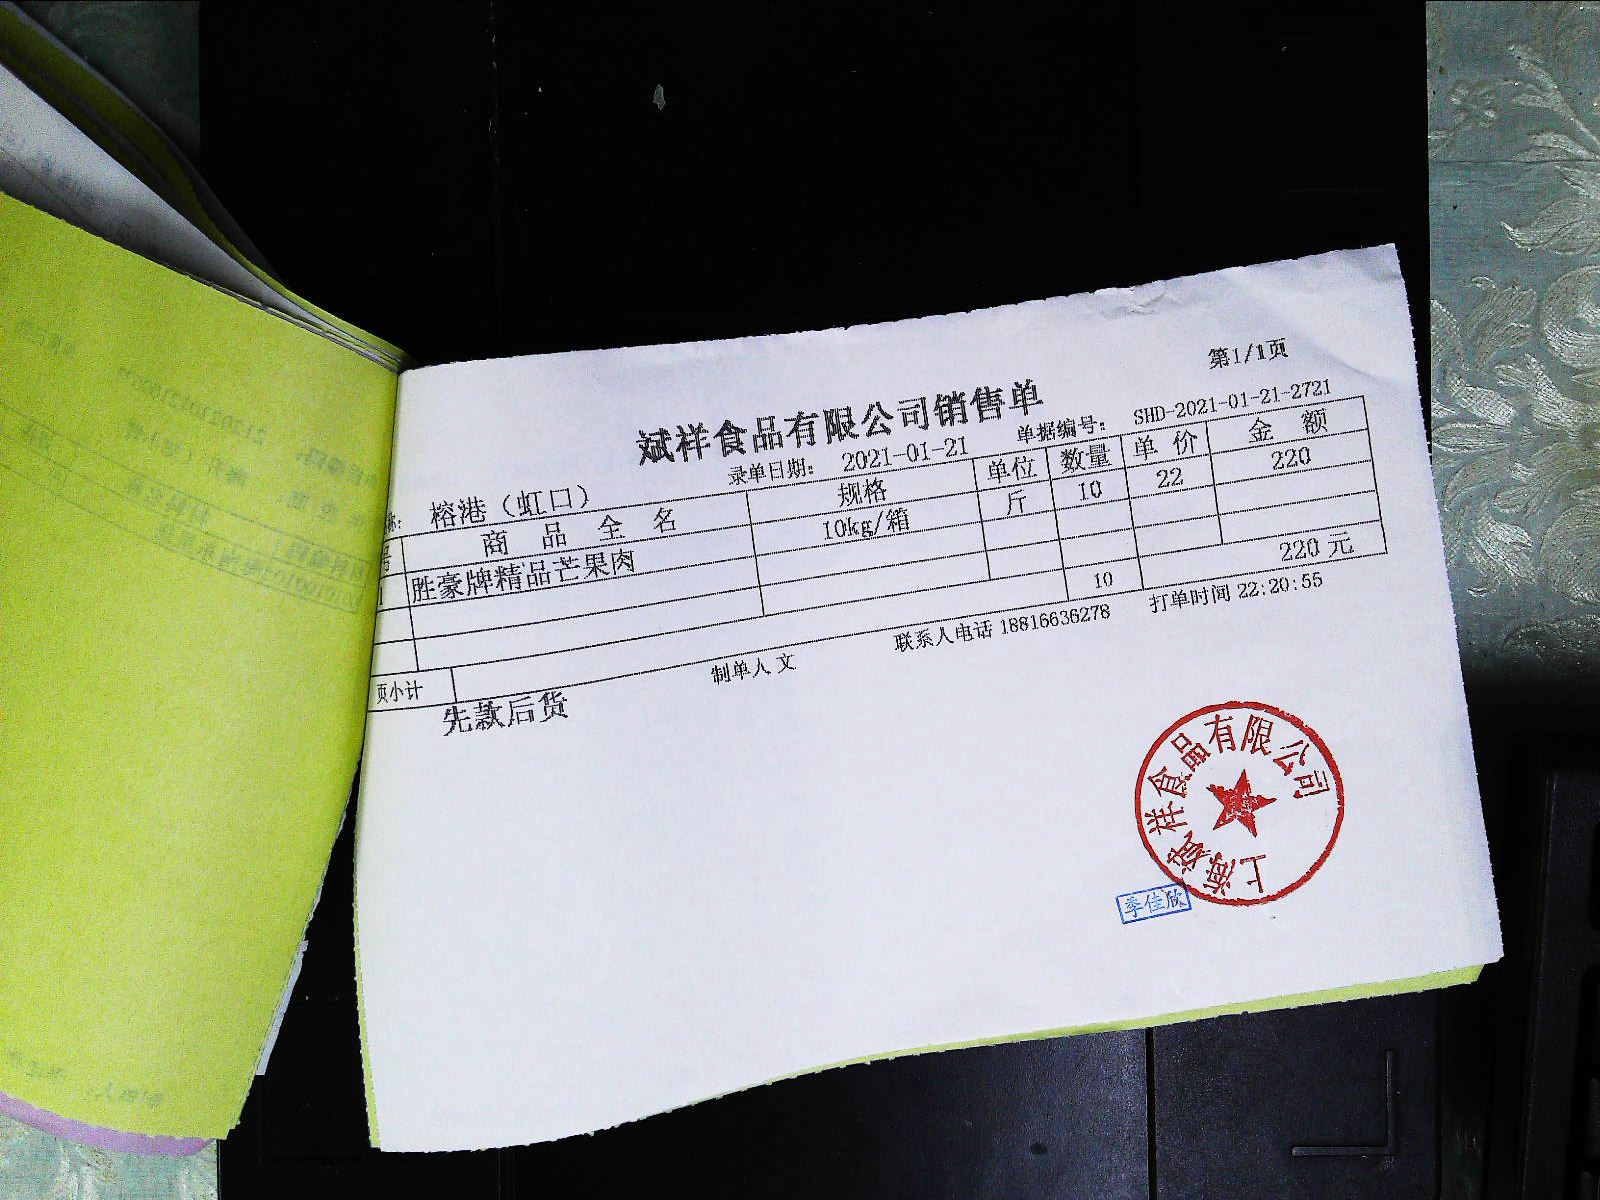 第1/1页
斌祥食品有限公司销售单
录单日期： 2021-01-21 单据编号： SHD-2021-01-21-2721
称： 榕港（虹口）
号 商品全名 规格 单位 数量 单价 金额
1 胜豪牌精品芒果肉 10kg/箱 斤 10 22 220
页小计 10 220元
先款后货 制单人 文 联系人电话 18816636278 打单时间 22:20:55
上海斌祥食品有限公司
季佳欣